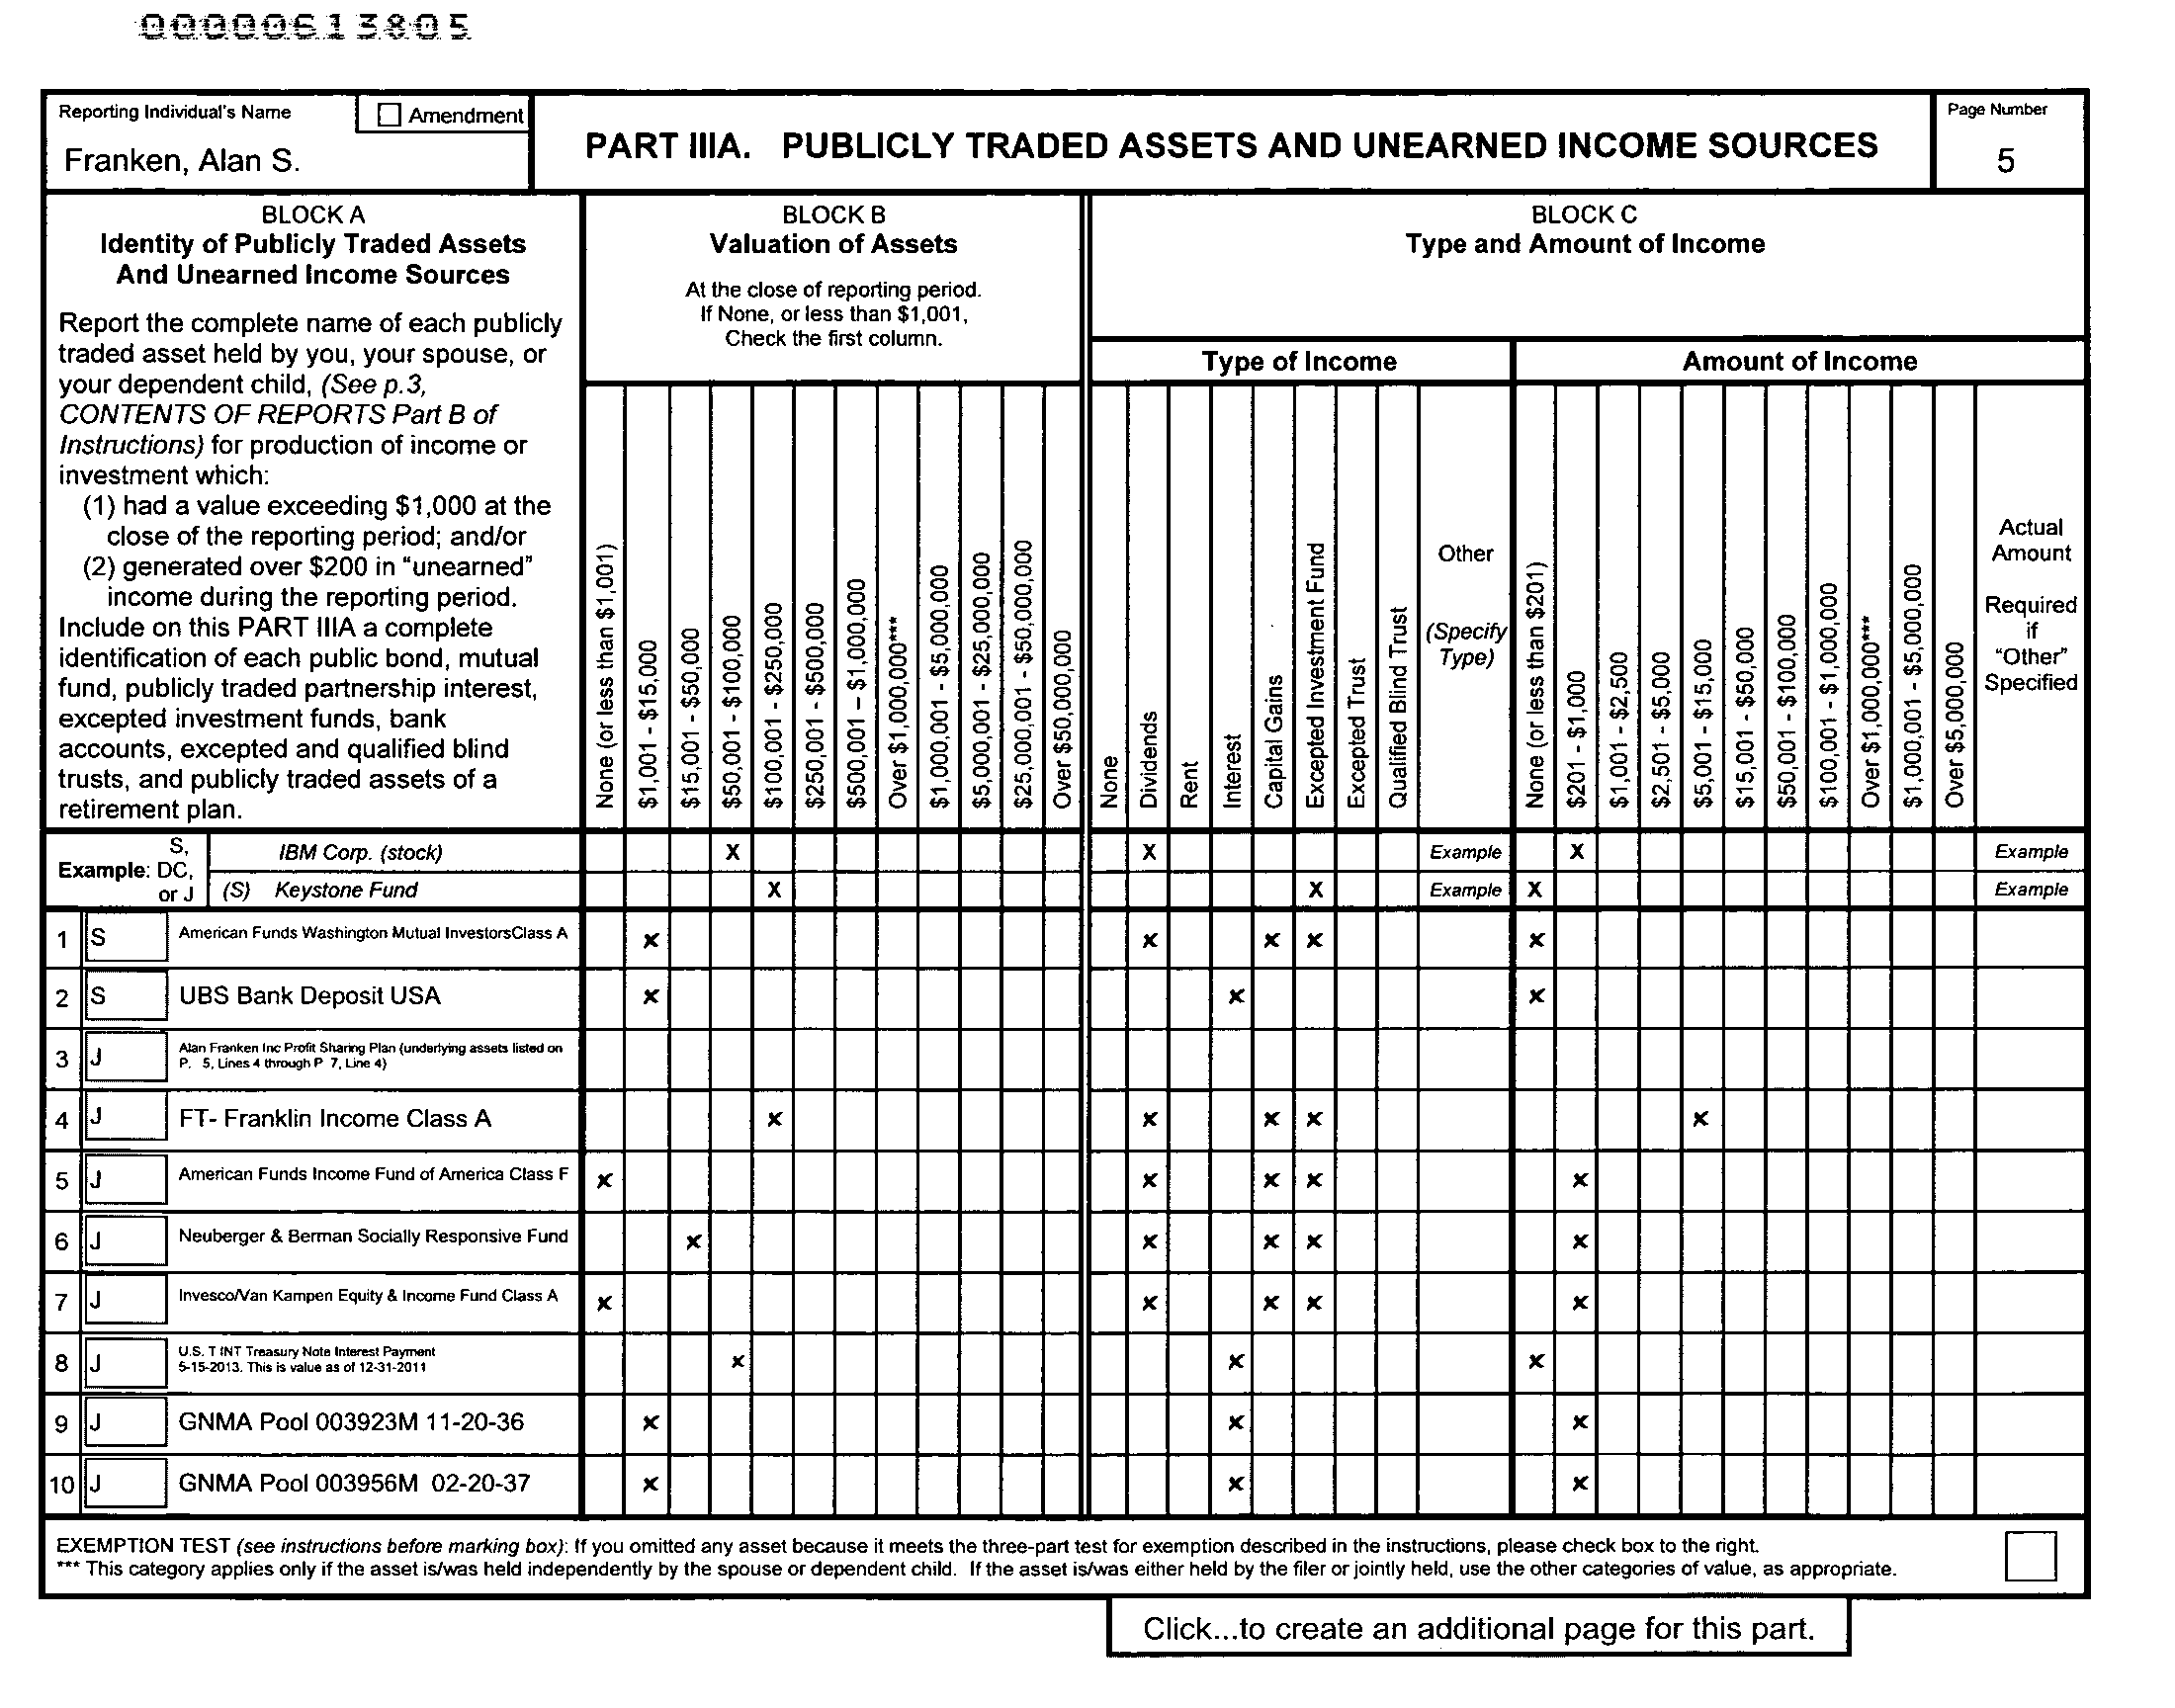 00000613805
Reporting Individual's Name
Amendment
Franken, Alan S.
PART IIIA. PUBLICLY TRADED ASSETS AND UNEARNED INCOME SOURCES
Page Number
5
BLOCK A
Identity of Publicly Traded Assets
And Unearned Income Sources
Report the complete name of each publicly
traded asset held by you, your spouse, or
your dependent child, (See p.3,
CONTENTS OF REPORTS Part B of
Instructions) for production of income or
investment which:
(1) had a value exceeding $1,000 at the
close of the reporting period; and/or
(2) generated over $200 in “unearned”
income during the reporting period.
Include on this PART IIIA a complete
identification of each public bond, mutual
fund, publicly traded partnership interest,
excepted investment funds, bank
accounts, excepted and qualified blind
trusts, and publicly traded assets of a
retirement plan.
BLOCK B
Valuation of Assets
At the close of reporting period.
If None, or less than $1,001,
Check the first column.
None (or less than $1,001)
$1,001 - $15,000
$15,001 - $50,000
$50,001 - $100,000
$100,001 - $250,000
$250,001 - $500,000
$500,001 – $1,000,000
Over $1,000,000***
$1,000,001 - $5,000,000
$5,000,001 - $25,000,000
$25,000,001 - $50,000,000
Over $50,000,000
BLOCK C
Type and Amount of Income
Type of Income
None
Dividends
Rent
Interest
Capital Gains
Excepted Investment Fund
Excepted Trust
Qualified Blind Trust
Other
(Specify
Type)
Amount of Income
None (or less than $201)
$201 - $1,000
$1,001 - $2,500
$2,501 - $5,000
$5,001 - $15,000
$15,001 - $50,000
$50,001 - $100,000
$100,001 - $1,000,000
Over $1,000,000***
$1,000,001 - $5,000,000
Over $5,000,000
Actual
Amount
Required
if
“Other”
Specified
Example: S, DC, or J
IBM Corp. (stock) X X Example X Example
(S) Keystone Fund X X Example X Example
1 S American Funds Washington Mutual InvestorsClass A x x x x x
2 S UBS Bank Deposit USA x x x
3 J Alan Franken Inc Profit Sharing Plan (underlying assets listed on
P. 5, Lines 4 through P 7, Line 4)
4 J FT- Franklin Income Class A x x x x x
5 J American Funds Income Fund of America Class F x x x x x
6 J Neuberger & Berman Socially Responsive Fund x x x x x
7 J Invesco/Van Kampen Equity & Income Fund Class A x x x x x
8 J U.S. T INT Treasury Note Interest Payment
5-15-2013. This is value as of 12-31-2011 x x x
9 J GNMA Pool 003923M 11-20-36 x x x
10 J GNMA Pool 003956M 02-20-37 x x x
EXEMPTION TEST (see instructions before marking box): If you omitted any asset because it meets the three-part test for exemption described in the instructions, please check box to the right.
*** This category applies only if the asset is/was held independently by the spouse or dependent child. If the asset is/was either held by the filer or jointly held, use the other categories of value, as appropriate.
Click...to create an additional page for this part.